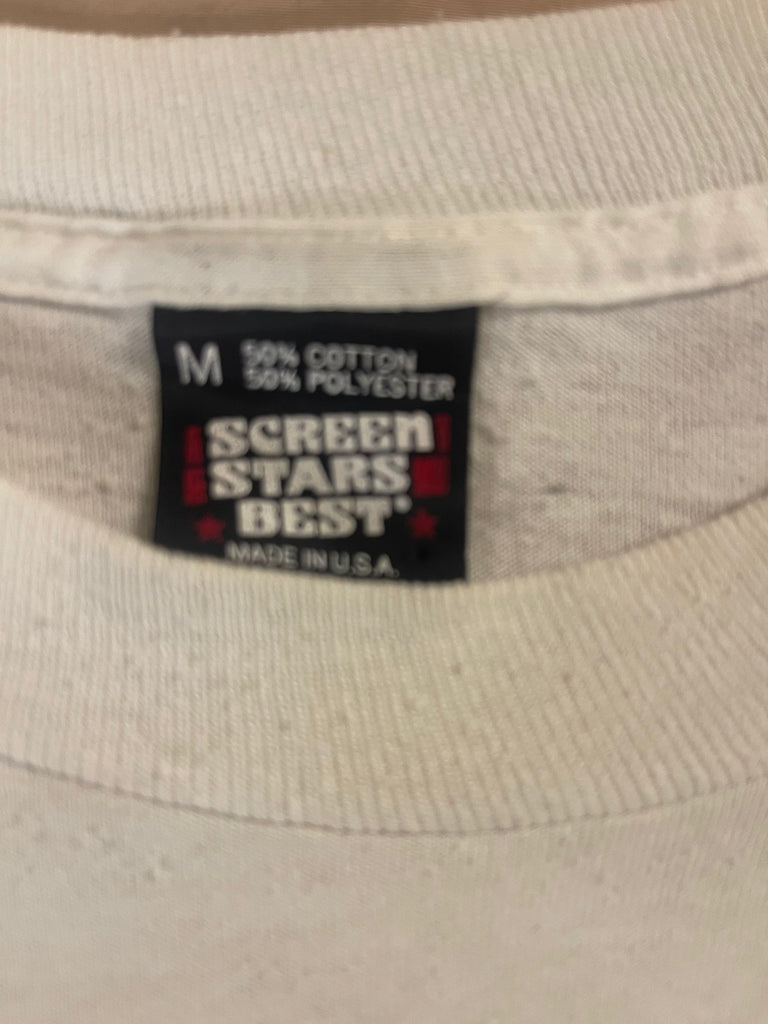 M 50% COTTON
50% POLYESTER
SCREEN
STARS
BEST
MADE IN U.S.A.